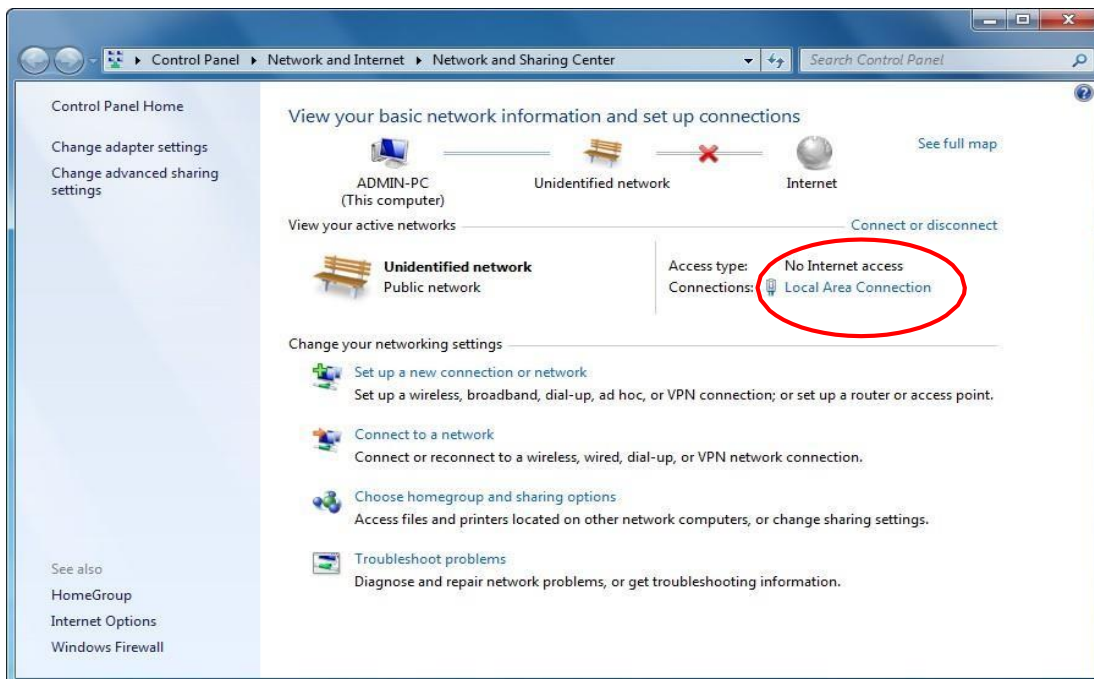 Control Panel ▸ Network and Internet ▸ Network and Sharing Center
Search Control Panel
Control Panel Home
Change adapter settings
Change advanced sharing
settings
See also
HomeGroup
Internet Options
Windows Firewall
View your basic network information and set up connections
See full map
ADMIN-PC
(This computer)
Unidentified network
Internet
View your active networks
Connect or disconnect
Unidentified network
Public network
Access type: No Internet access
Connections: Local Area Connection
Change your networking settings
Set up a new connection or network
Set up a wireless, broadband, dial-up, ad hoc, or VPN connection; or set up a router or access point.
Connect to a network
Connect or reconnect to a wireless, wired, dial-up, or VPN network connection.
Choose homegroup and sharing options
Access files and printers located on other network computers, or change sharing settings.
Troubleshoot problems
Diagnose and repair network problems, or get troubleshooting information.